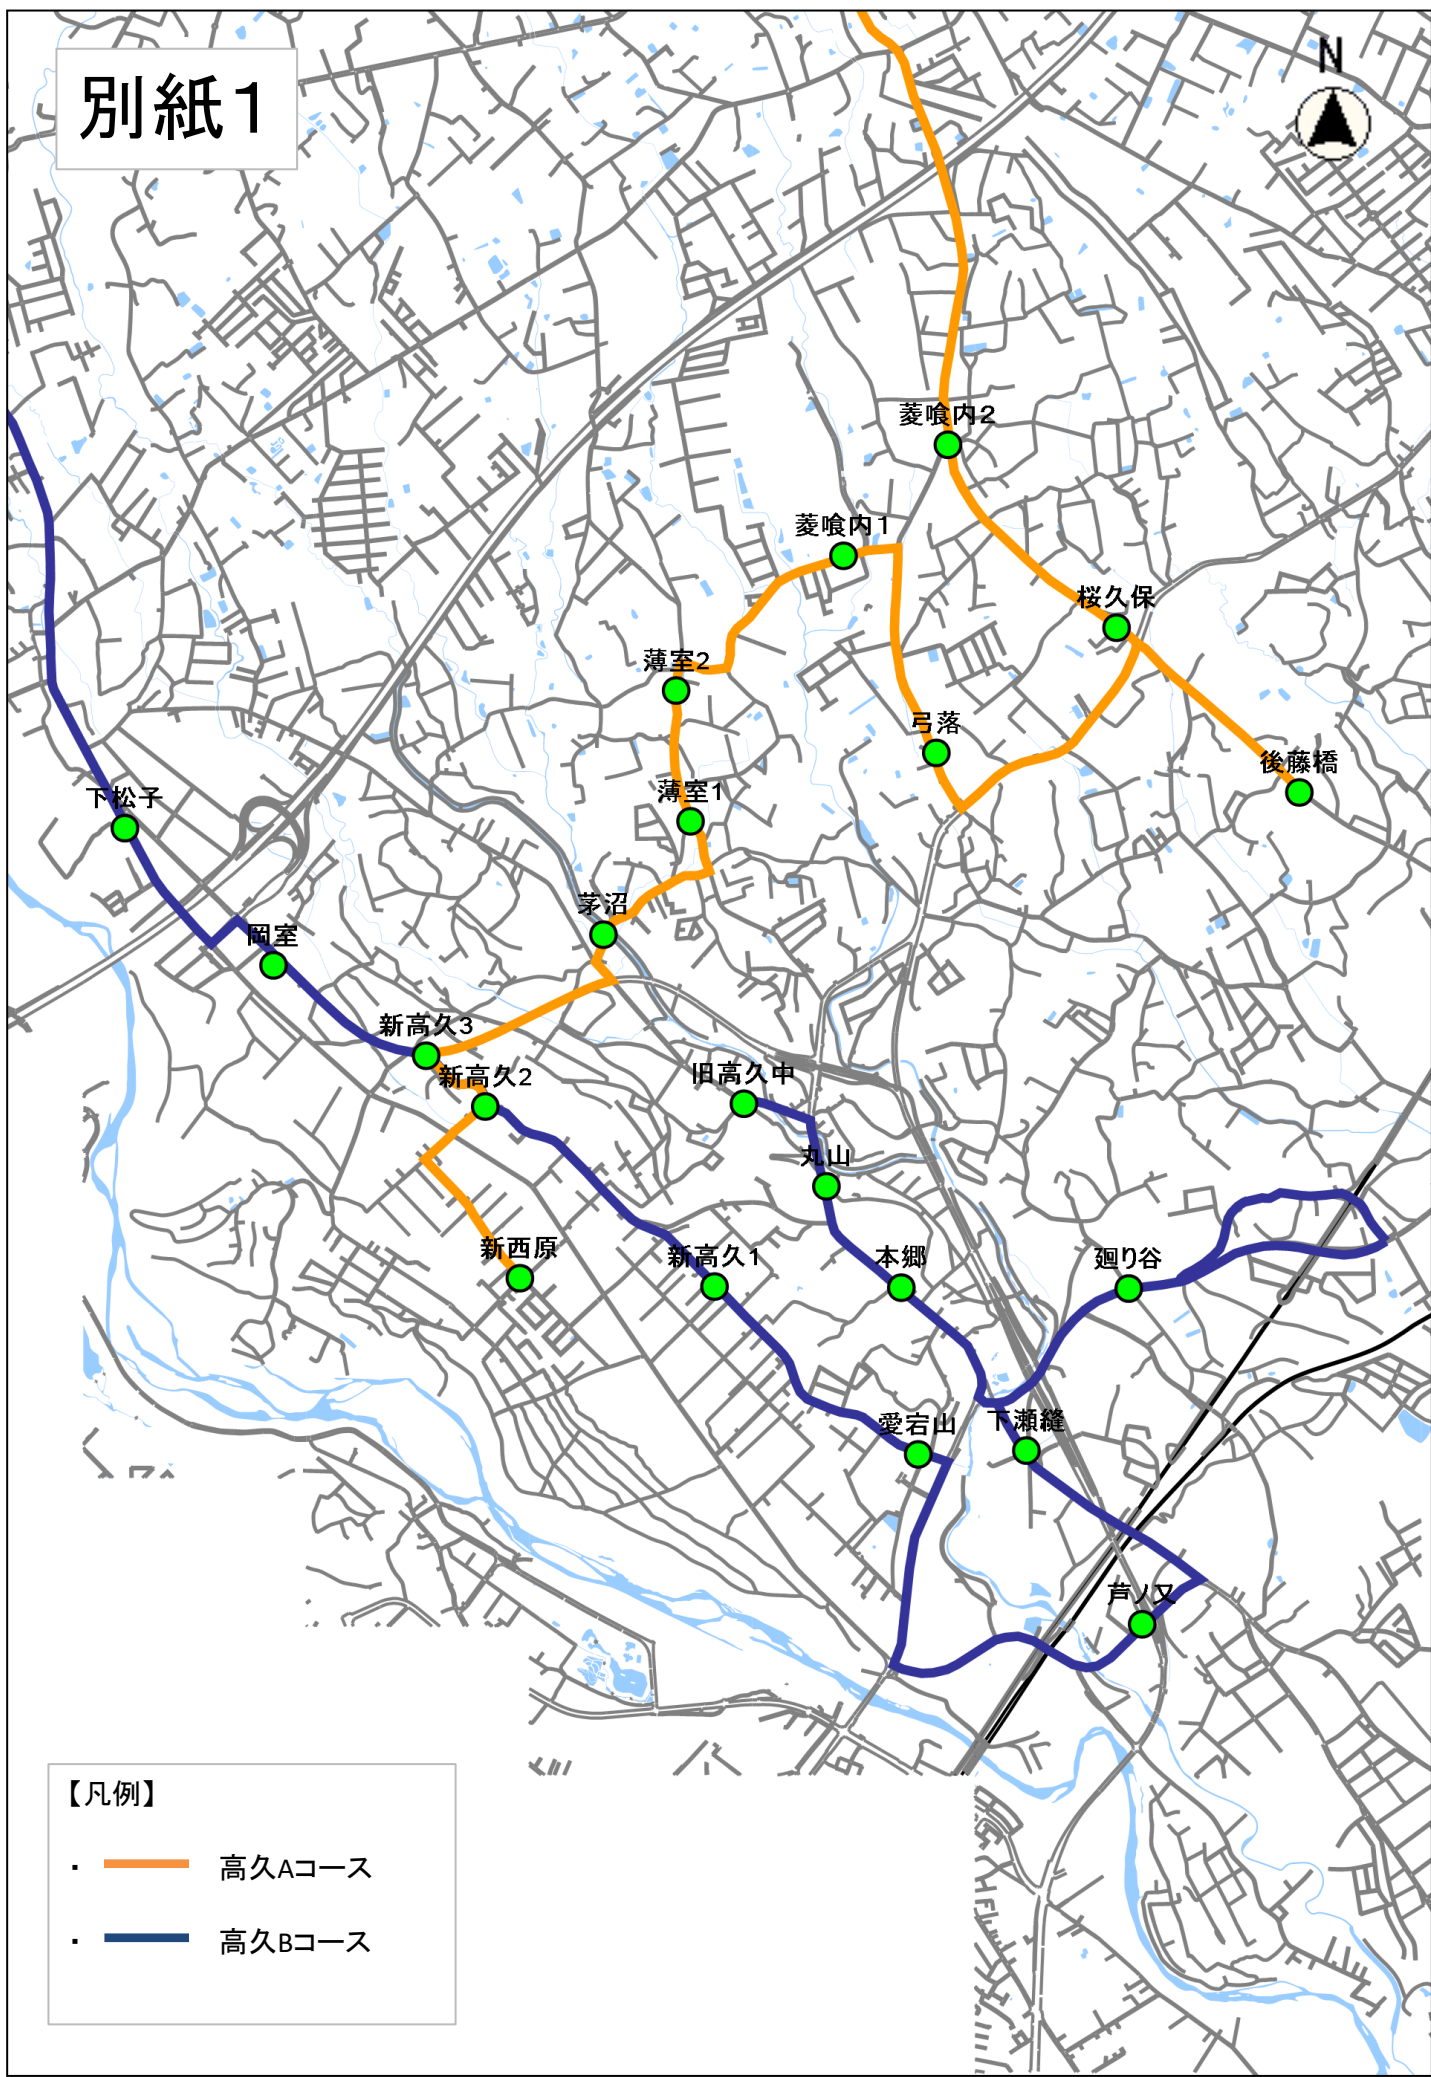 別紙1
N
菱喰内2
菱喰内1
桜久保
薄室2
弓落
後藤橋
薄室1
下松子
茅沼
岡室
新高久3
新高久2
旧高久中
丸山
新西原
新高久1
本郷
廻り谷
愛宕山
下瀬縫
芦ノ又
【凡例】
・ 高久Aコース
・ 高久Bコース